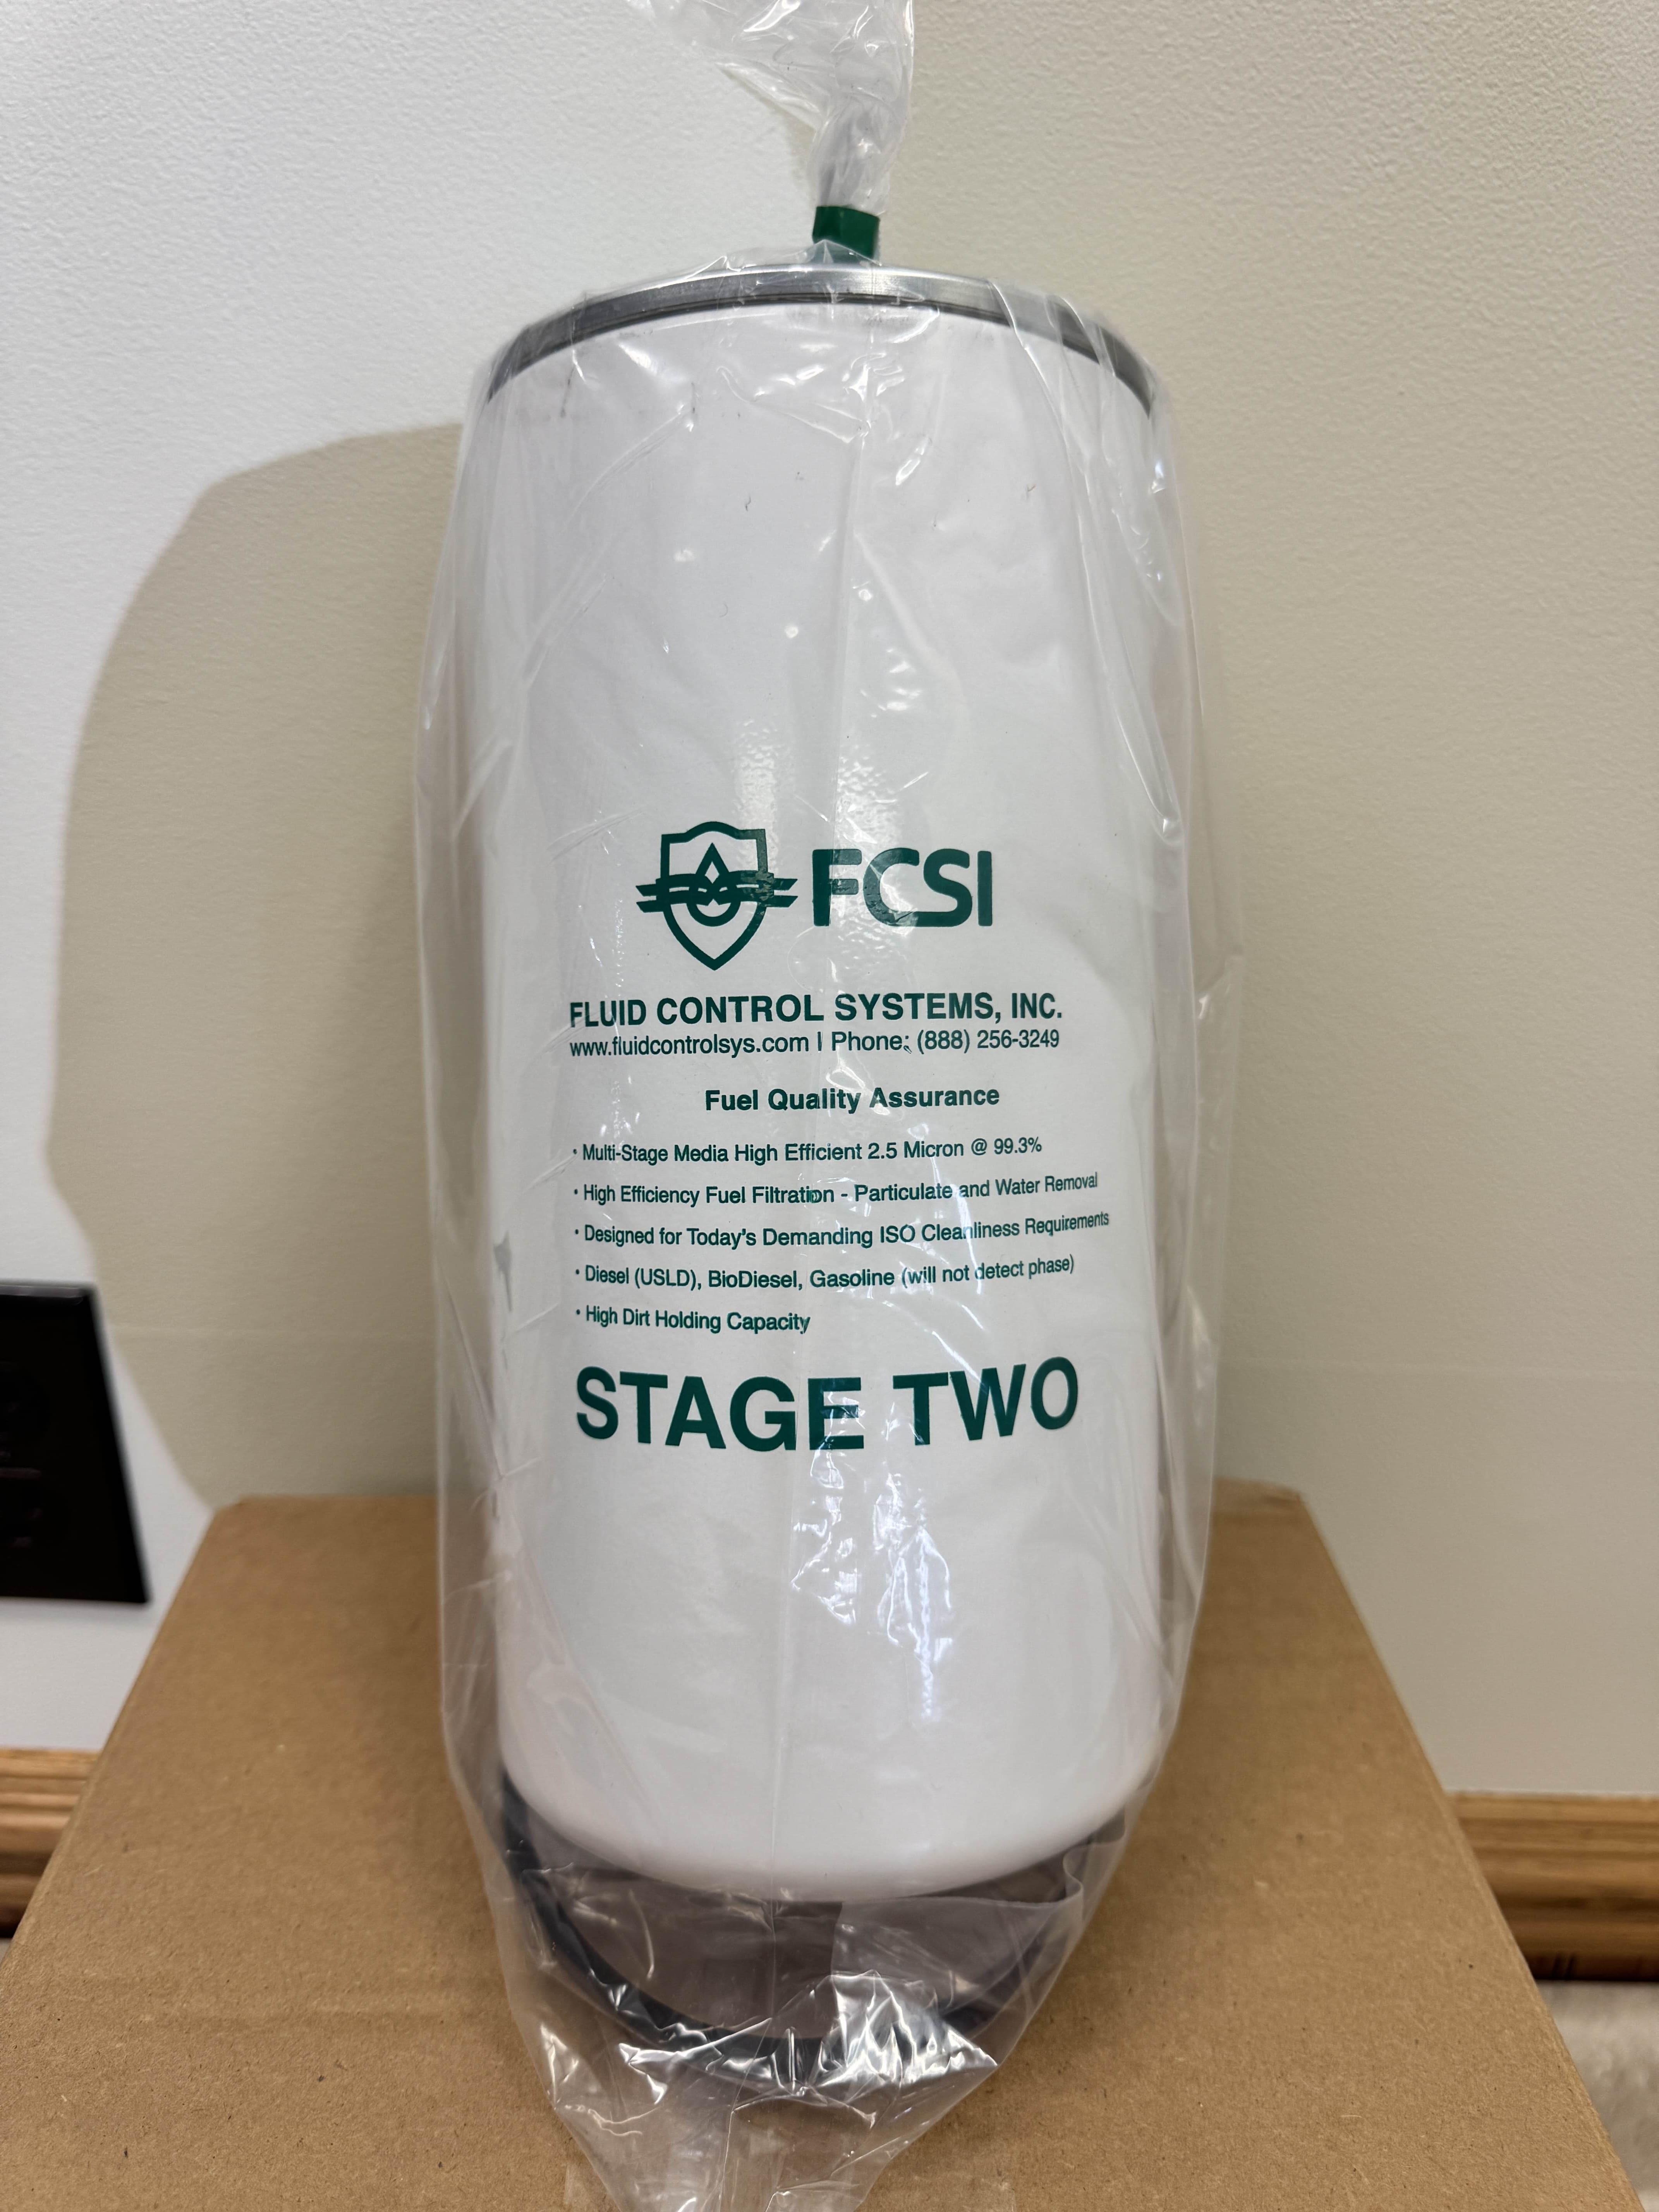 FCSI
FLUID CONTROL SYSTEMS, INC.
www.fluidcontrolsys.com | Phone: (888) 256-3249
Fuel Quality Assurance
• Multi-Stage Media High Efficient 2.5 Micron @ 99.3%
• High Efficiency Fuel Filtration - Particulate and Water Removal
• Designed for Today's Demanding ISO Cleanliness Requirements
• Diesel (USLD), BioDiesel, Gasoline (will not detect phase)
• High Dirt Holding Capacity
STAGE TWO